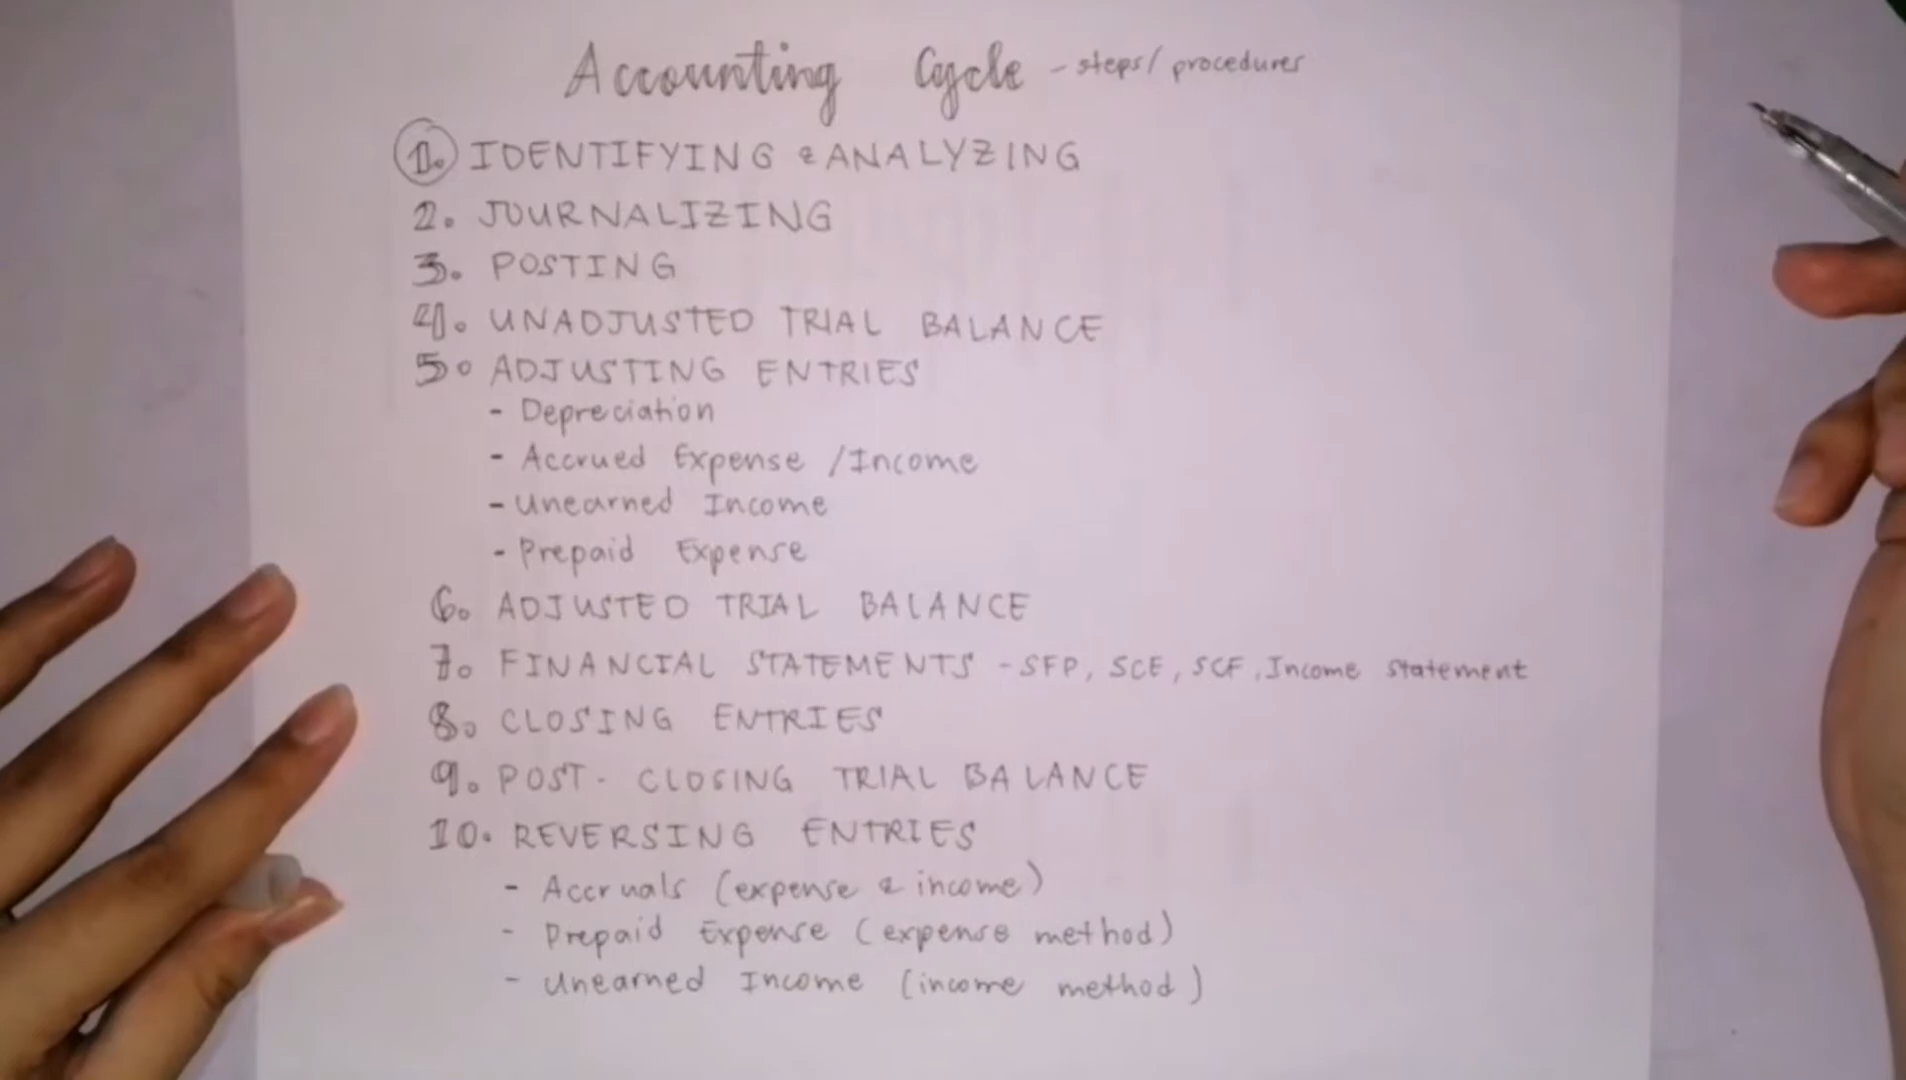 Accounting Cycle - steps/procedures
1. IDENTIFYING & ANALYZING
2. JOURNALIZING
3. POSTING
4. UNADJUSTED TRIAL BALANCE
5. ADJUSTING ENTRIES
- Depreciation
- Accrued Expense /Income
- Unearned Income
- Prepaid Expense
6. ADJUSTED TRIAL BALANCE
7. FINANCIAL STATEMENTS - SFP, SCE, SCF, Income Statement
8. CLOSING ENTRIES
9. POST-CLOSING TRIAL BALANCE
10. REVERSING ENTRIES
- Accruals (expense & income)
- Prepaid Expense (expense method)
- Unearned Income (income method)